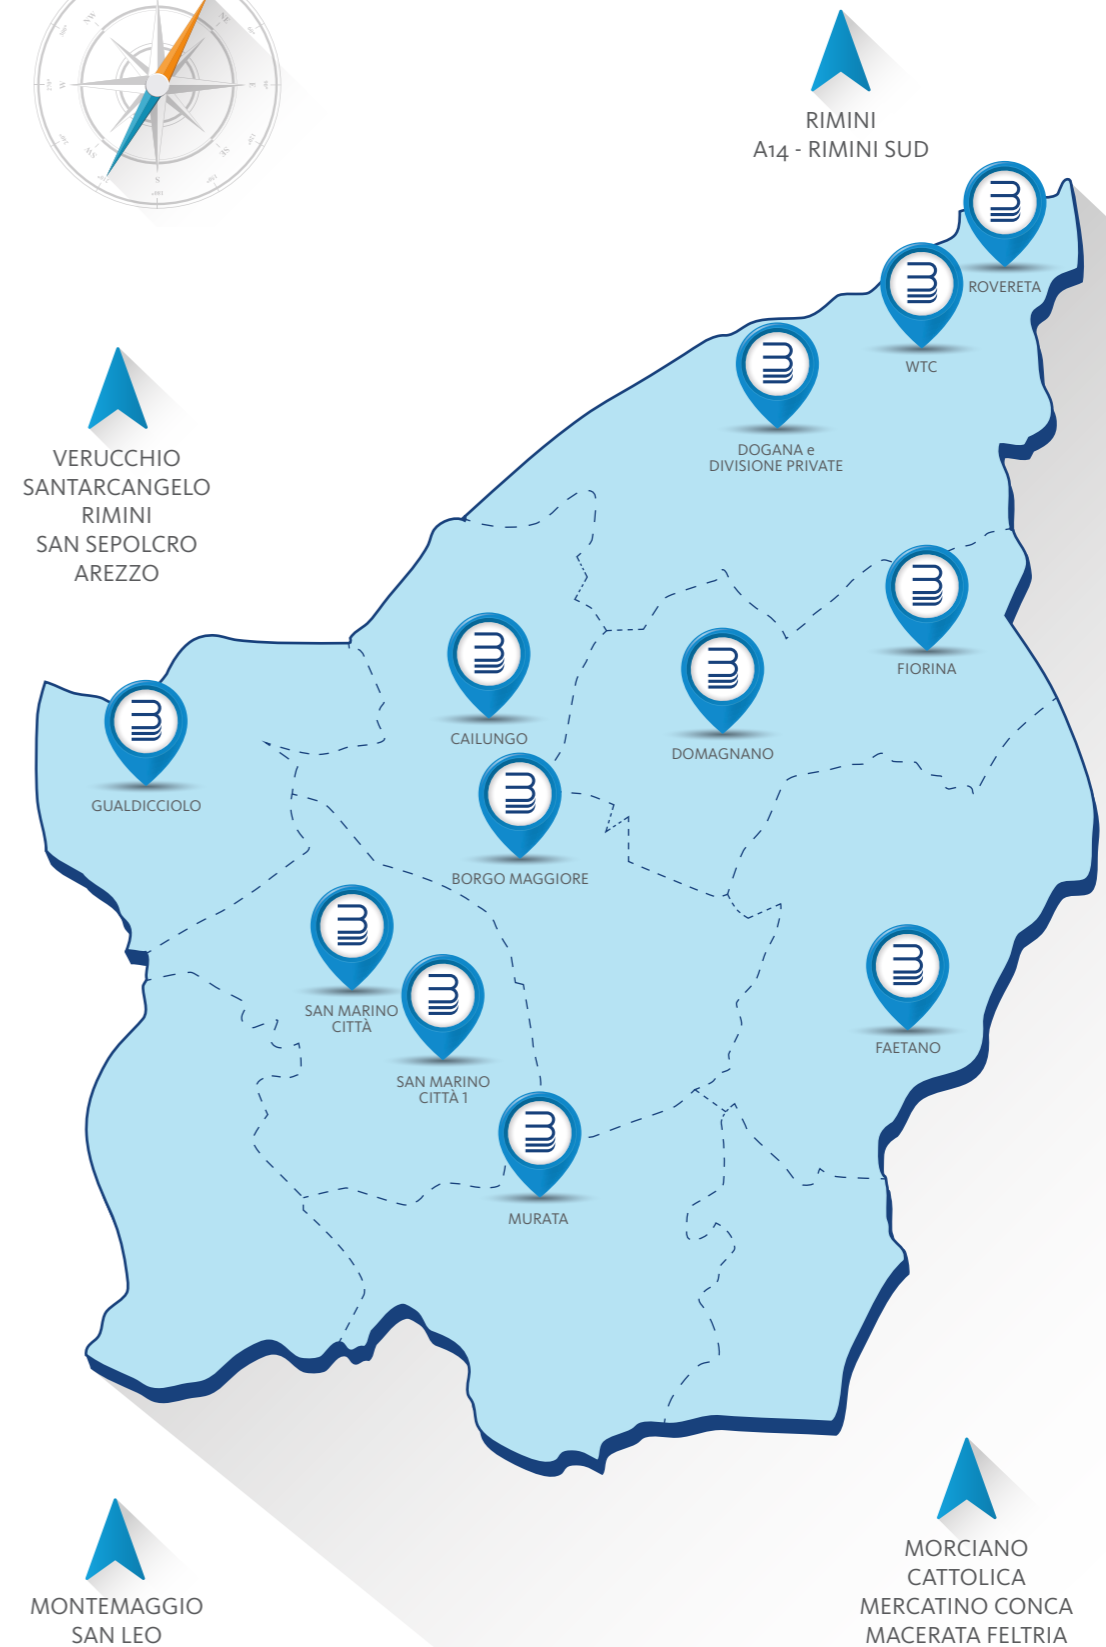 RIMINI
A14 - RIMINI SUD
ROVERETA
WTC
VERUCCHIO
SANTARCANGELO
RIMINI
SAN SEPOLCRO
AREZZO
DOGANA e
DIVISIONE PRIVATE
FIORINA
CAILUNGO
DOMAGNANO
GUALDICCIOLO
BORGO MAGGIORE
SAN MARINO
CITTÀ
FAETANO
SAN MARINO
CITTÀ 1
MURATA
MONTEMAGGIO
SAN LEO
MORCIANO
CATTOLICA
MERCATINO CONCA
MACERATA FELTRIA